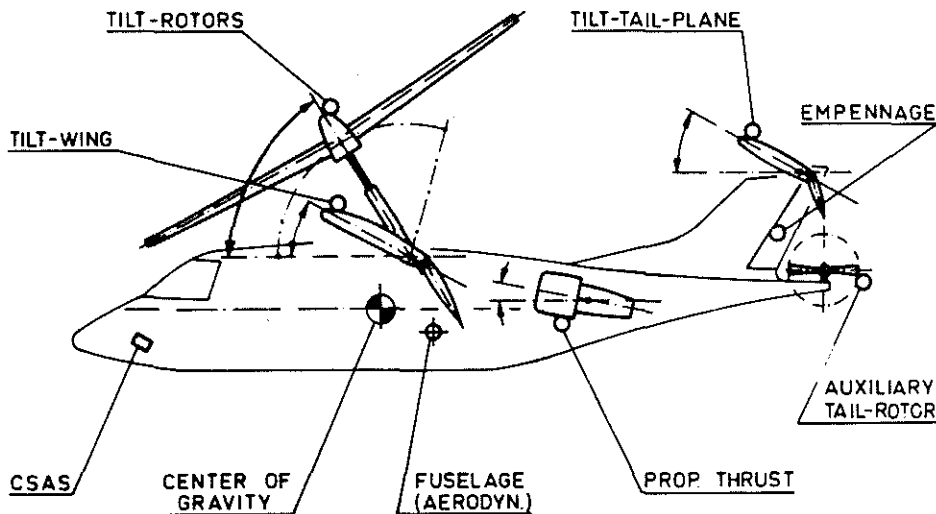 TILT-ROTORS
TILT-TAIL-PLANE
EMPENNAGE
TILT-WING
AUXILIARY
TAIL-ROTOR
CSAS
CENTER OF
GRAVITY
FUSELAGE
(AERODYN.)
PROP. THRUST